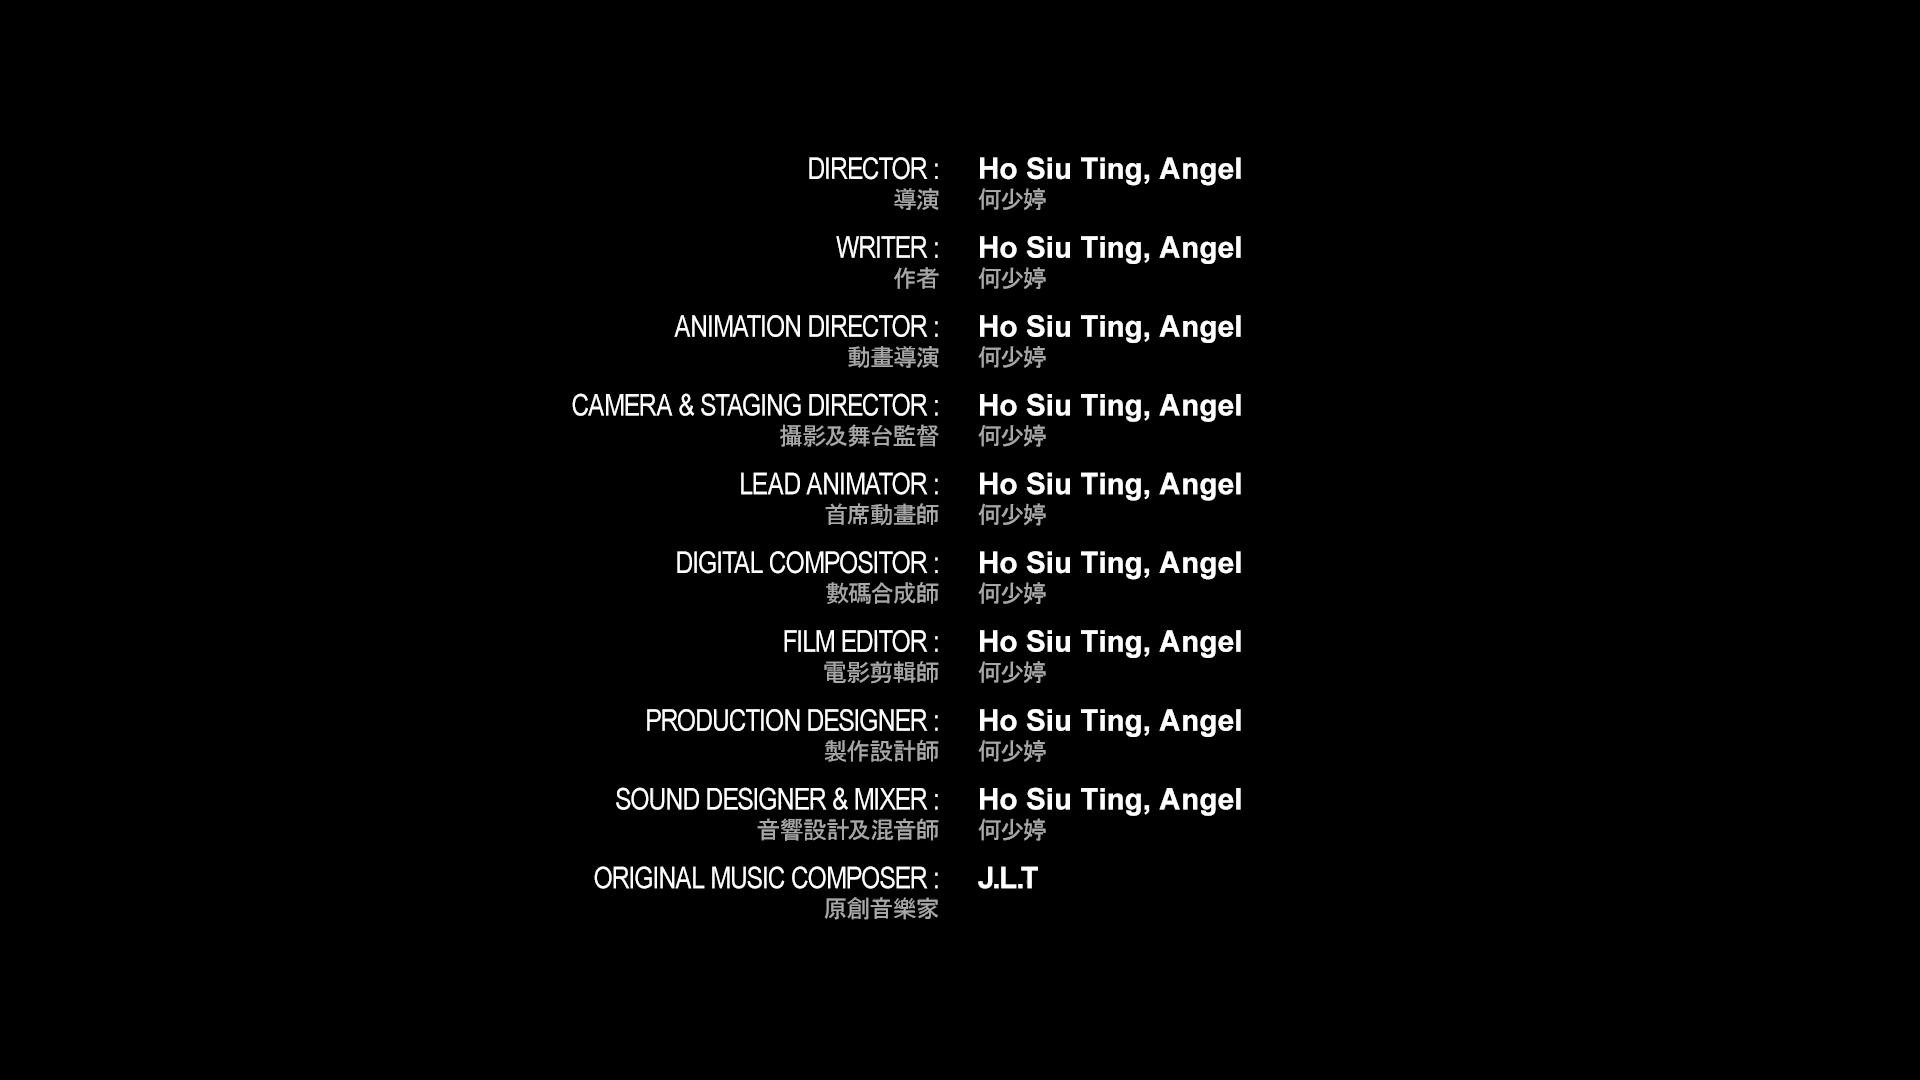 DIRECTOR : Ho Siu Ting, Angel
導演 何少婷
WRITER : Ho Siu Ting, Angel
作者 何少婷
ANIMATION DIRECTOR : Ho Siu Ting, Angel
動畫導演 何少婷
CAMERA & STAGING DIRECTOR : Ho Siu Ting, Angel
攝影及舞台監督 何少婷
LEAD ANIMATOR : Ho Siu Ting, Angel
首席動畫師 何少婷
DIGITAL COMPOSITOR : Ho Siu Ting, Angel
數碼合成師 何少婷
FILM EDITOR : Ho Siu Ting, Angel
電影剪輯師 何少婷
PRODUCTION DESIGNER : Ho Siu Ting, Angel
製作設計師 何少婷
SOUND DESIGNER & MIXER : Ho Siu Ting, Angel
音響設計及混音師 何少婷
ORIGINAL MUSIC COMPOSER : J.L.T
原創音樂家